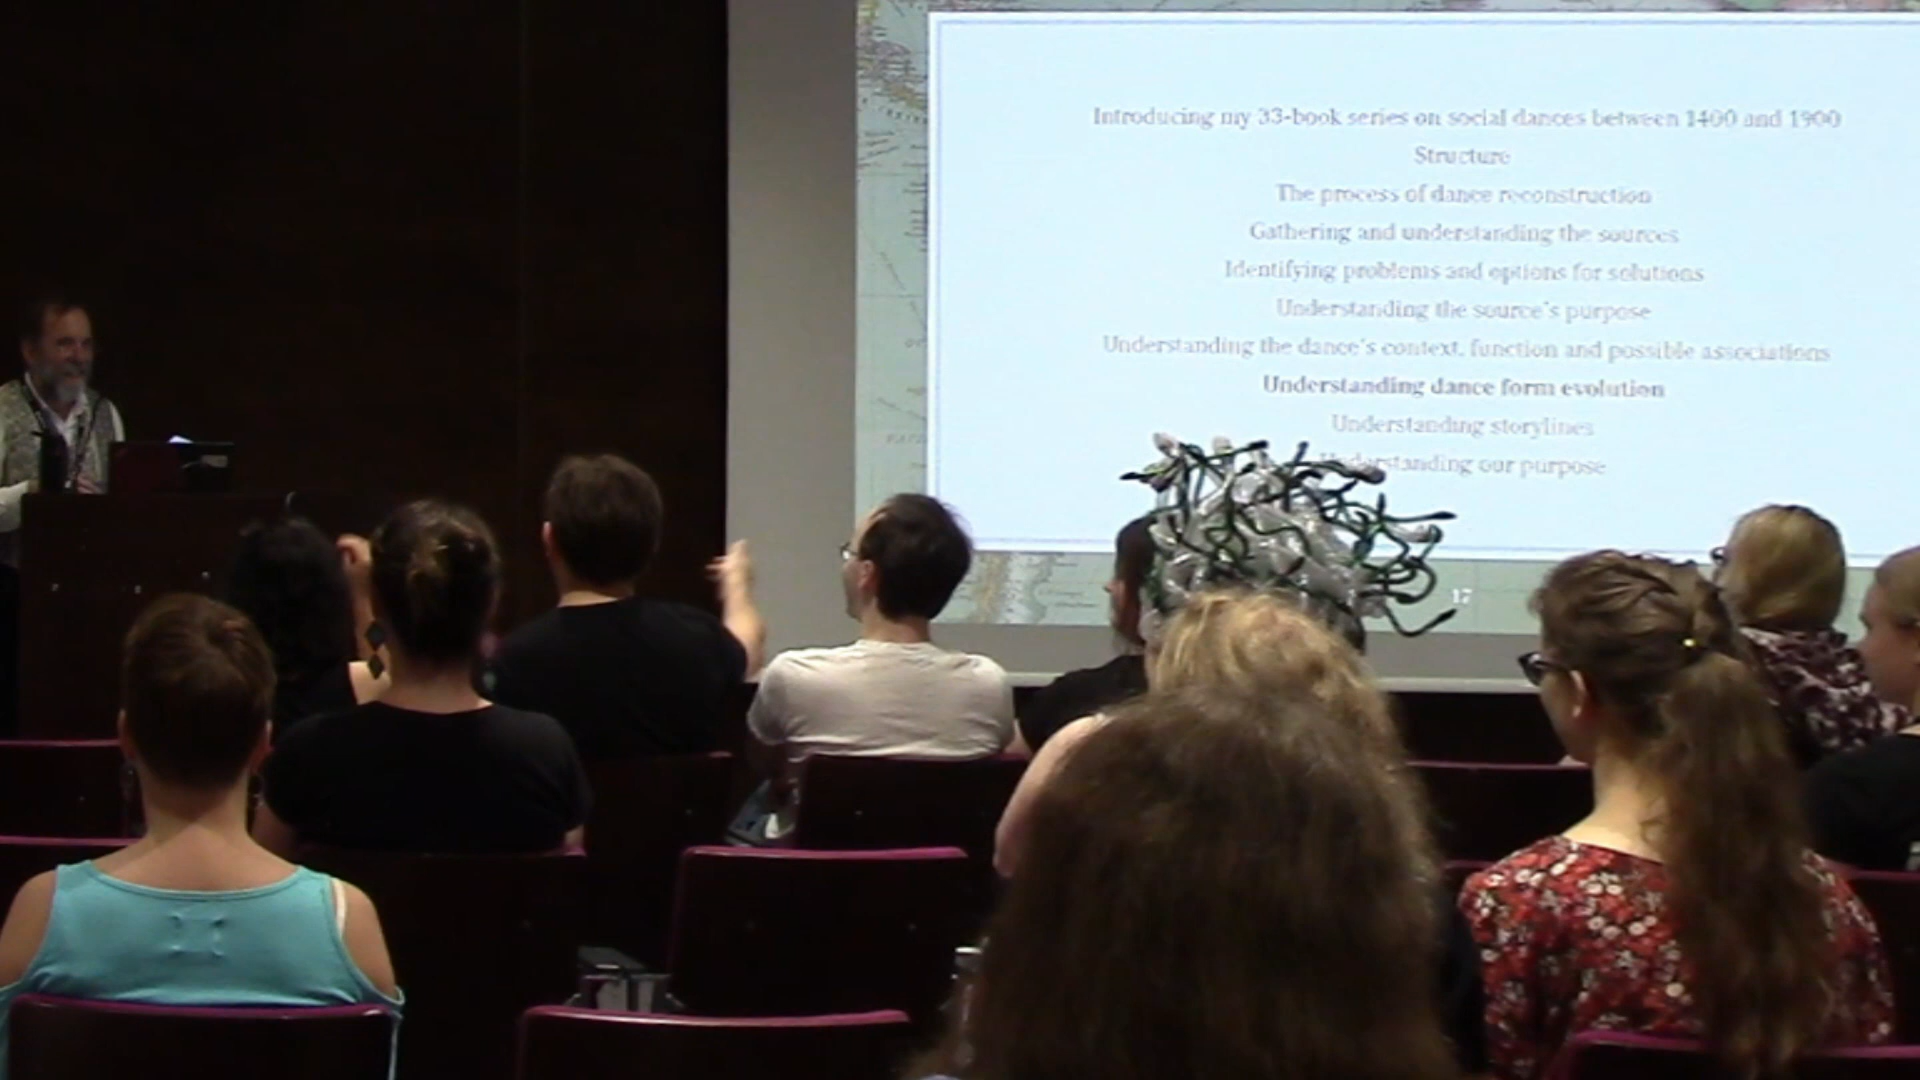 Introducing my 33-book series on social dances between 1400 and 1900
Structure
The process of dance reconstruction
Gathering and understanding the sources
Identifying problems and options for solutions
Understanding the source's purpose
Understanding the dance's context, function and possible associations
Understanding dance form evolution
Understanding storylines
Understanding our purpose
17